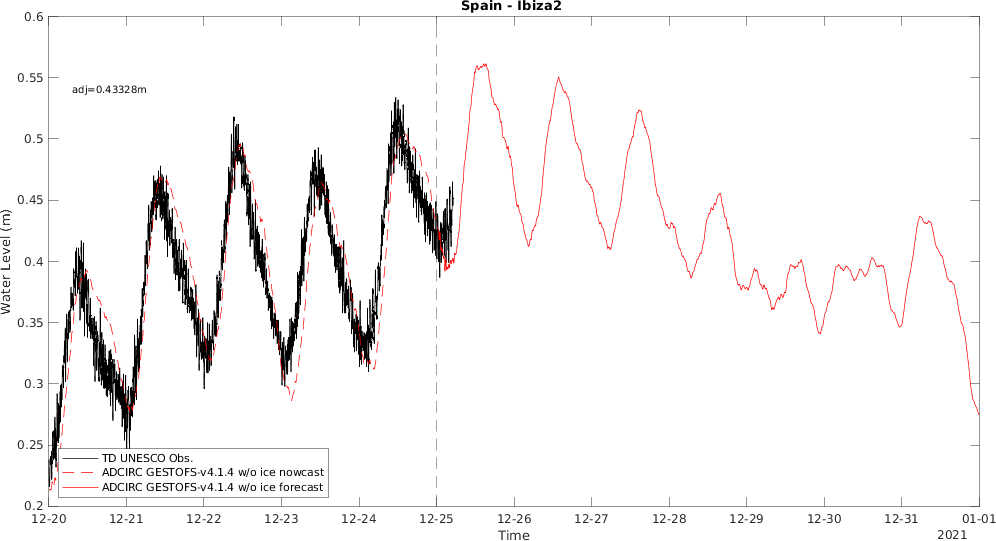 Spain - Ibiza2
adj=0.43328m
0.6
0.55
0.5
0.45
0.4
0.35
0.3
0.25
0.2
Water Level (m)
TD UNESCO Obs.
ADCIRC GESTOFS-v4.1.4 w/o ice nowcast
ADCIRC GESTOFS-v4.1.4 w/o ice forecast
12-20 12-21 12-22 12-23 12-24 12-25 12-26 12-27 12-28 12-29 12-30 12-31 01-01
Time
2021